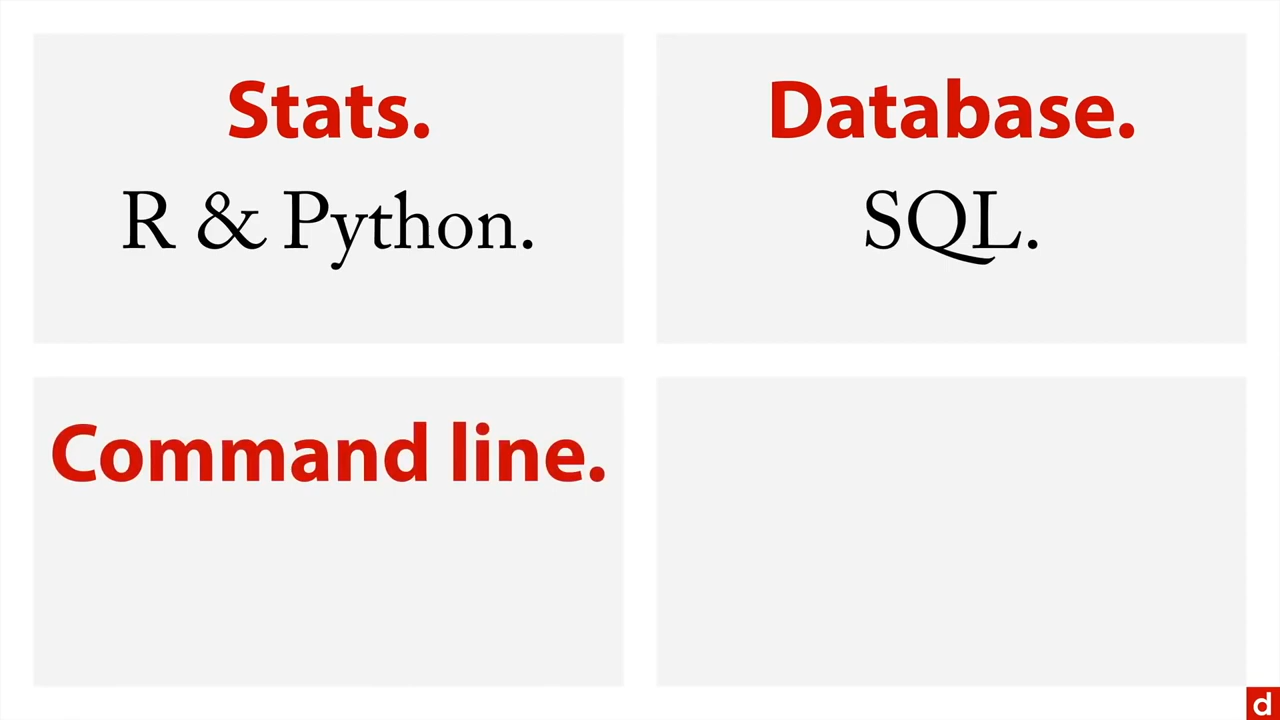 Stats.
R & Python.
Database.
SQL.
Command line.
d